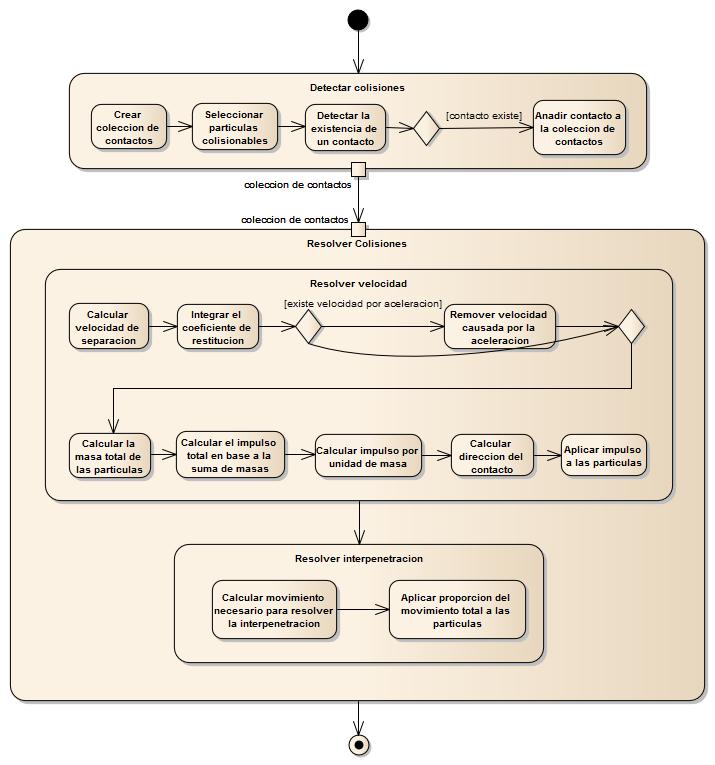 Detectar colisiones
Crear
coleccion de
contactos
Seleccionar
particulas
colisionables
Detectar la
existencia de
un contacto
[contacto existe]
Anadir contacto a
la coleccion de
contactos
coleccion de contactos
coleccion de contactos
Resolver Colisiones
Resolver velocidad
Calcular
velocidad de
separacion
Integrar el
coeficiente de
restitucion
[existe velocidad por aceleracion]
Remover velocidad
causada por la
aceleracion
Calcular la
masa total de
las particulas
Calcular el impulso
total en base a la
suma de masas
Calcular impulso por
unidad de masa
Calcular
direccion del
contacto
Aplicar impulso
a las particulas
Resolver interpenetracion
Calcular movimiento
necesario para resolver
la interpenetracion
Aplicar proporcion del
movimiento total a las
particulas